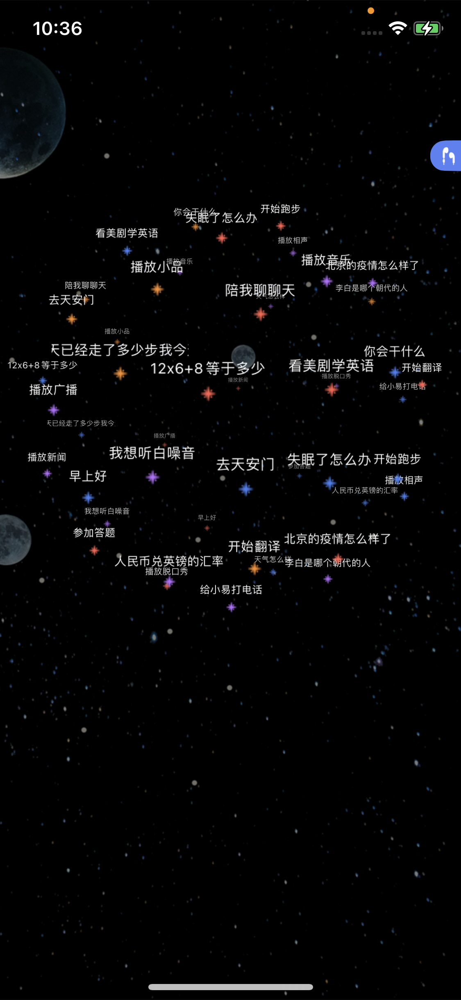 10:36
你会干什么
开始跑步
失眠了怎么办
看美剧学英语
播放相声
播放音乐
播放音乐
北京的疫情怎么样了
播放小品
陪我聊聊天
李白是哪个朝代的人
陪我聊聊天
天气怎么样
去天安门
播放小品
天已经走了多少步我今
你会干什么
12x6+8等于多少
12x6+8等于多少
看美剧学英语
开始翻译
播放脱口秀
播放新闻
给小易打电话
播放广播
天已经走了多少步我今
播放广播
我想听白噪音
播放新闻
失眠了怎么办
开始跑步
去天安门
参加答题
早上好
播放相声
人民币兑英镑的汇率
我想听白噪音
早上好
参加答题
北京的疫情怎么样了
开始翻译
天气怎么样
人民币兑英镑的汇率
李白是哪个朝代的人
播放脱口秀
给小易打电话